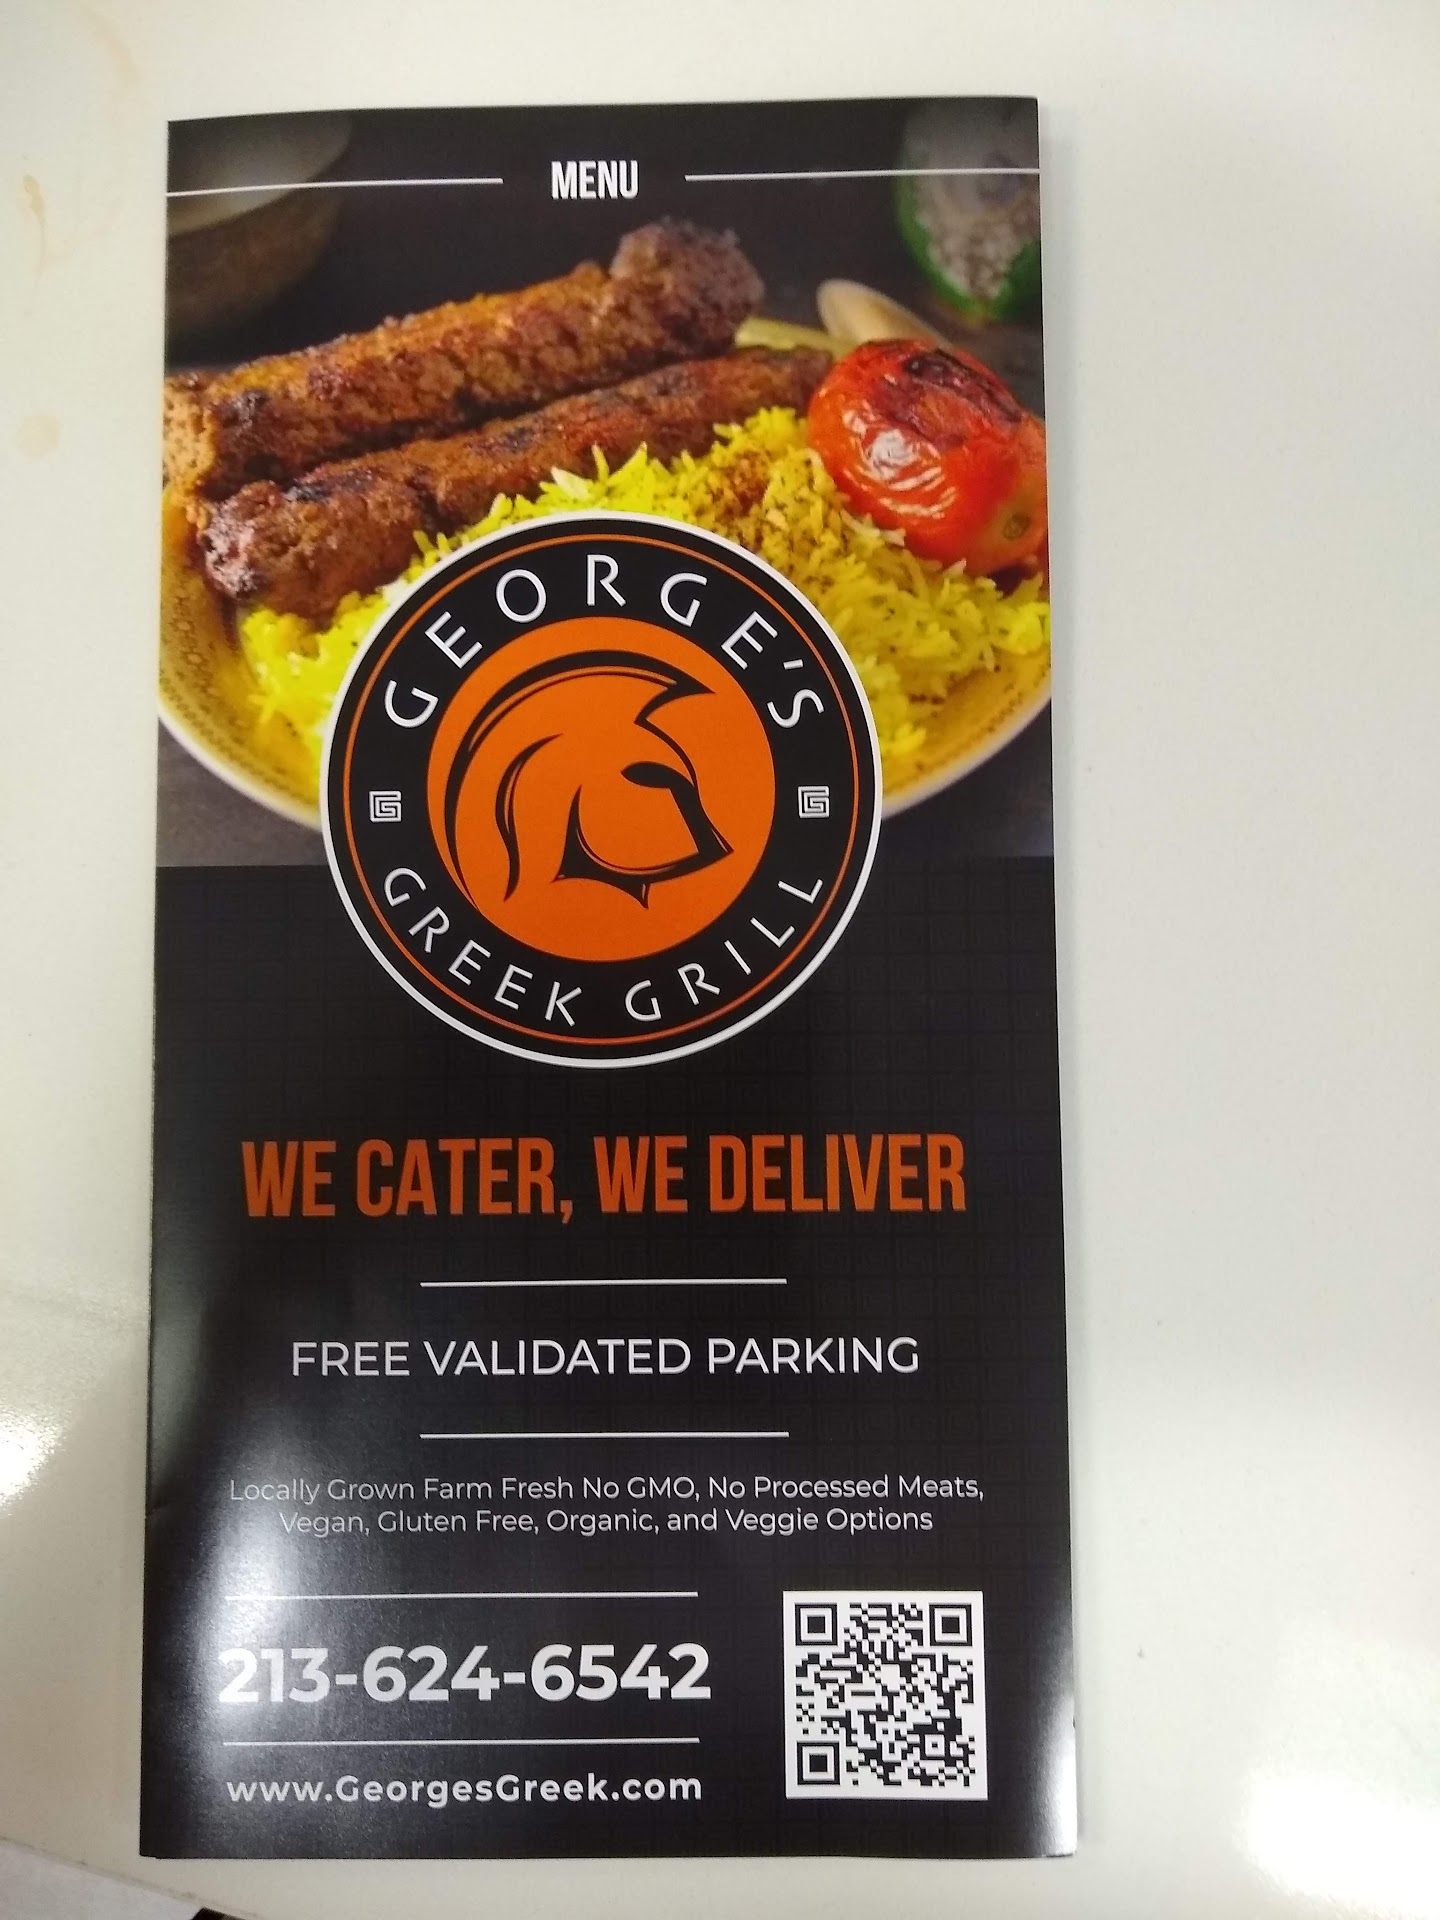 MENU
GEORGE'S
GREEK GRILL
WE CATER, WE DELIVER
FREE VALIDATED PARKING
Locally Grown Farm Fresh No GMO, No Processed Meats,
Vegan, Gluten Free, Organic, and Veggie Options
213-624-6542
www.GeorgesGreek.com